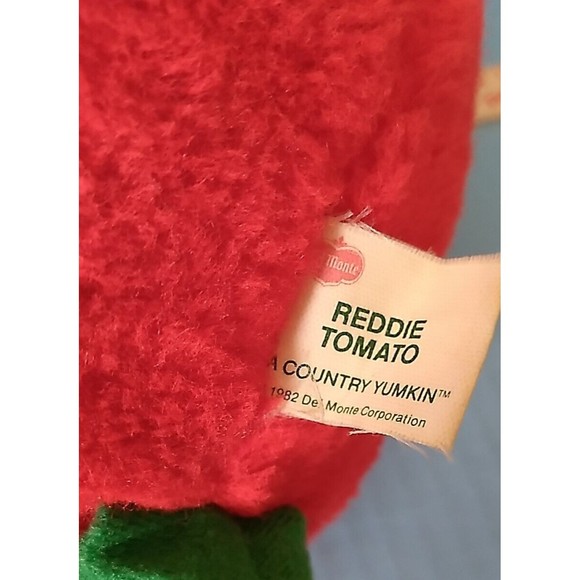 Monte
REDDIE
TOMATO
A COUNTRY YUMKIN™
1982 Del Monte Corporation